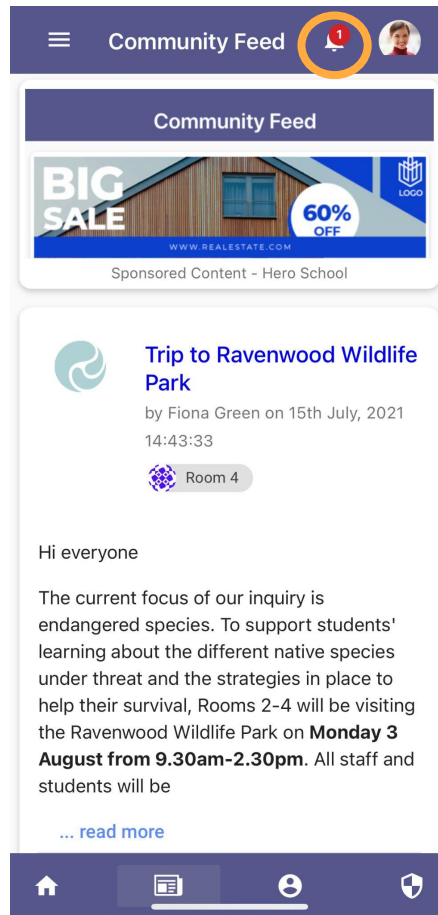 Community Feed
1
Community Feed
BIG
SALE
60%
OFF
LOGO
WWW.REALESTATE.COM
Sponsored Content - Hero School
Trip to Ravenwood Wildlife
Park
by Fiona Green on 15th July, 2021
14:43:33
Room 4
Hi everyone
The current focus of our inquiry is
endangered species. To support students'
learning about the different native species
under threat and the strategies in place to
help their survival, Rooms 2-4 will be visiting
the Ravenwood Wildlife Park on Monday 3
August from 9.30am-2.30pm. All staff and
students will be
... read more